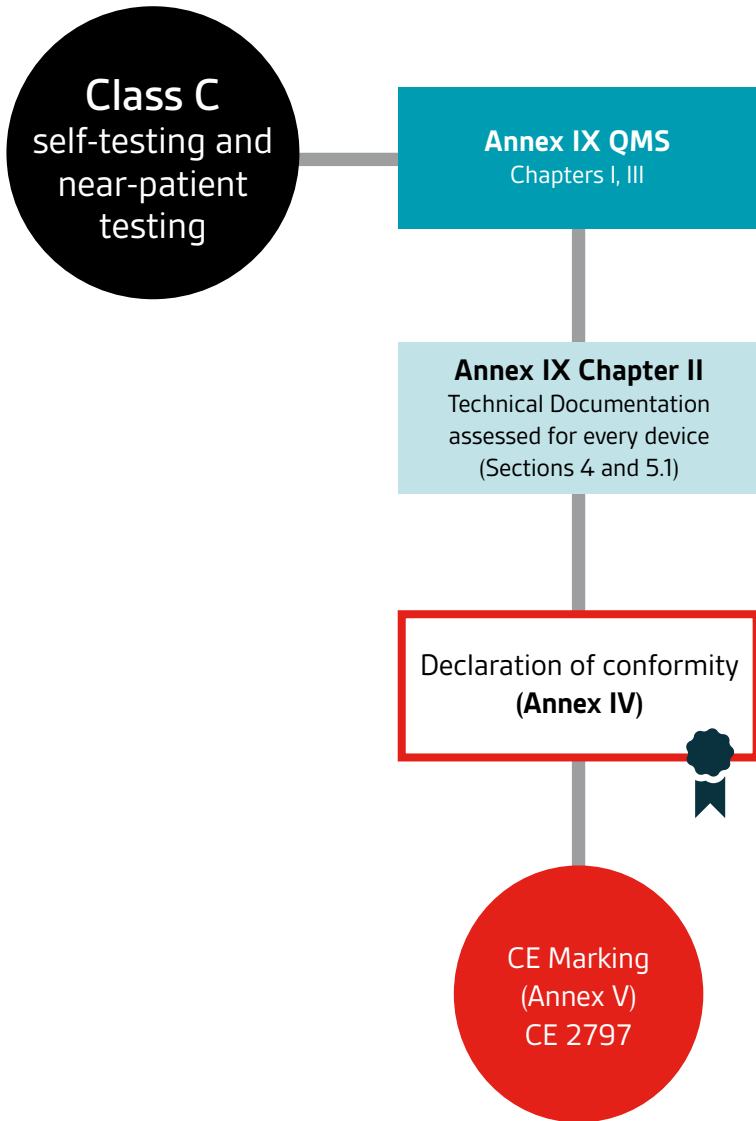 Class C
self-testing and
near-patient
testing
Annex IX QMS
Chapters I, III
Annex IX Chapter II
Technical Documentation
assessed for every device
(Sections 4 and 5.1)
Declaration of conformity
(Annex IV)
CE Marking
(Annex V)
CE 2797